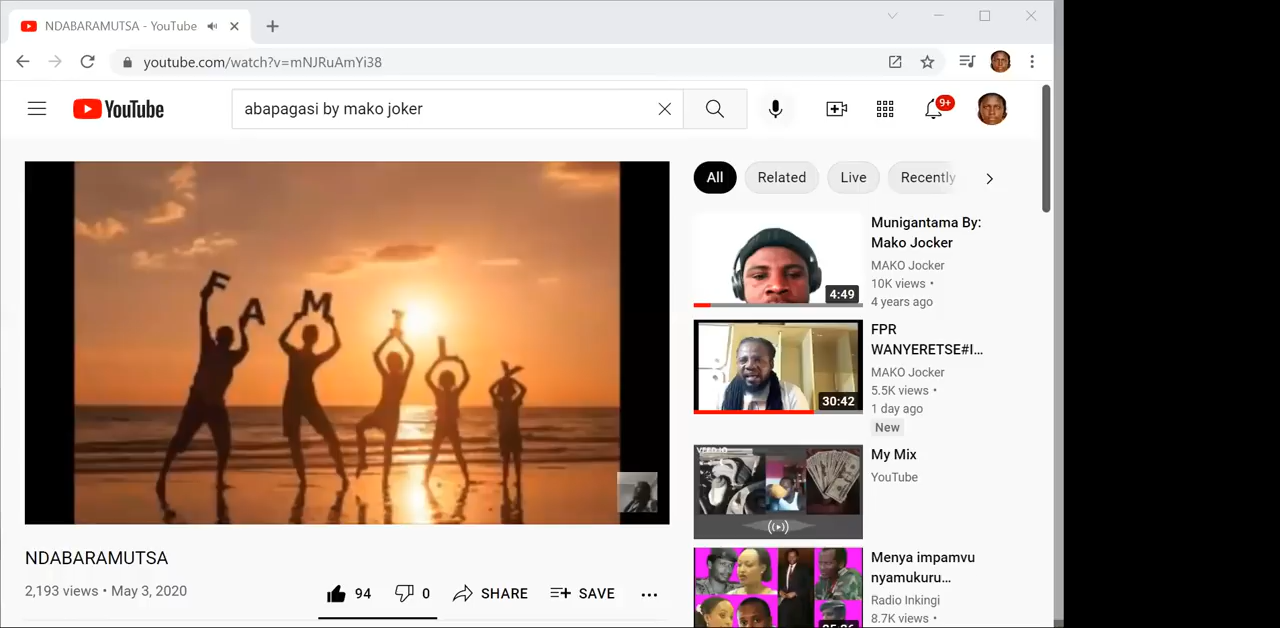 NDABARAMUTSA - YouTube
youtube.com/watch?v=mNJRuAmYi38
YouTube
abapagasi by mako joker
9+
F A M I L Y
NDABARAMUTSA
2,193 views • May 3, 2020
94
0
SHARE
SAVE
All
Related
Live
Recently
4:49
Munigantama By:
Mako Jocker
MAKO Jocker
10K views •
4 years ago
30:42
FPR
WANYERETSE#I…
MAKO Jocker
5.5K views •
1 day ago
New
VEED.IO
My Mix
YouTube
Menya impamvu
nyamukuru…
Radio Inkingi
8.7K views •